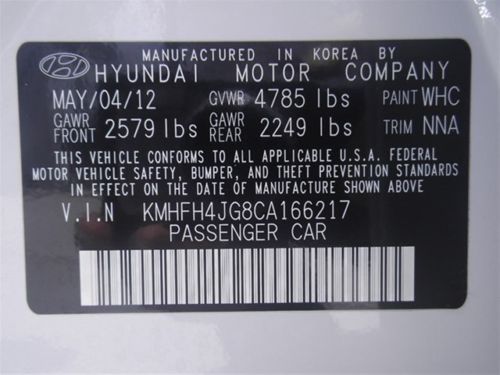 MANUFACTURED IN KOREA BY
HYUNDAI MOTOR COMPANY
MAY/04/12 GVWR 4785 lbs PAINT WHC
GAWR FRONT 2579 lbs GAWR REAR 2249 lbs TRIM NNA
THIS VEHICLE CONFORMS TO ALL APPLICABLE U.S.A. FEDERAL
MOTOR VEHICLE SAFETY, BUMPER, AND THEFT PREVENTION STANDARDS
IN EFFECT ON THE DATE OF MANUFACTURE SHOWN ABOVE.
V.I.N KMHFH4JG8CA166217
PASSENGER CAR